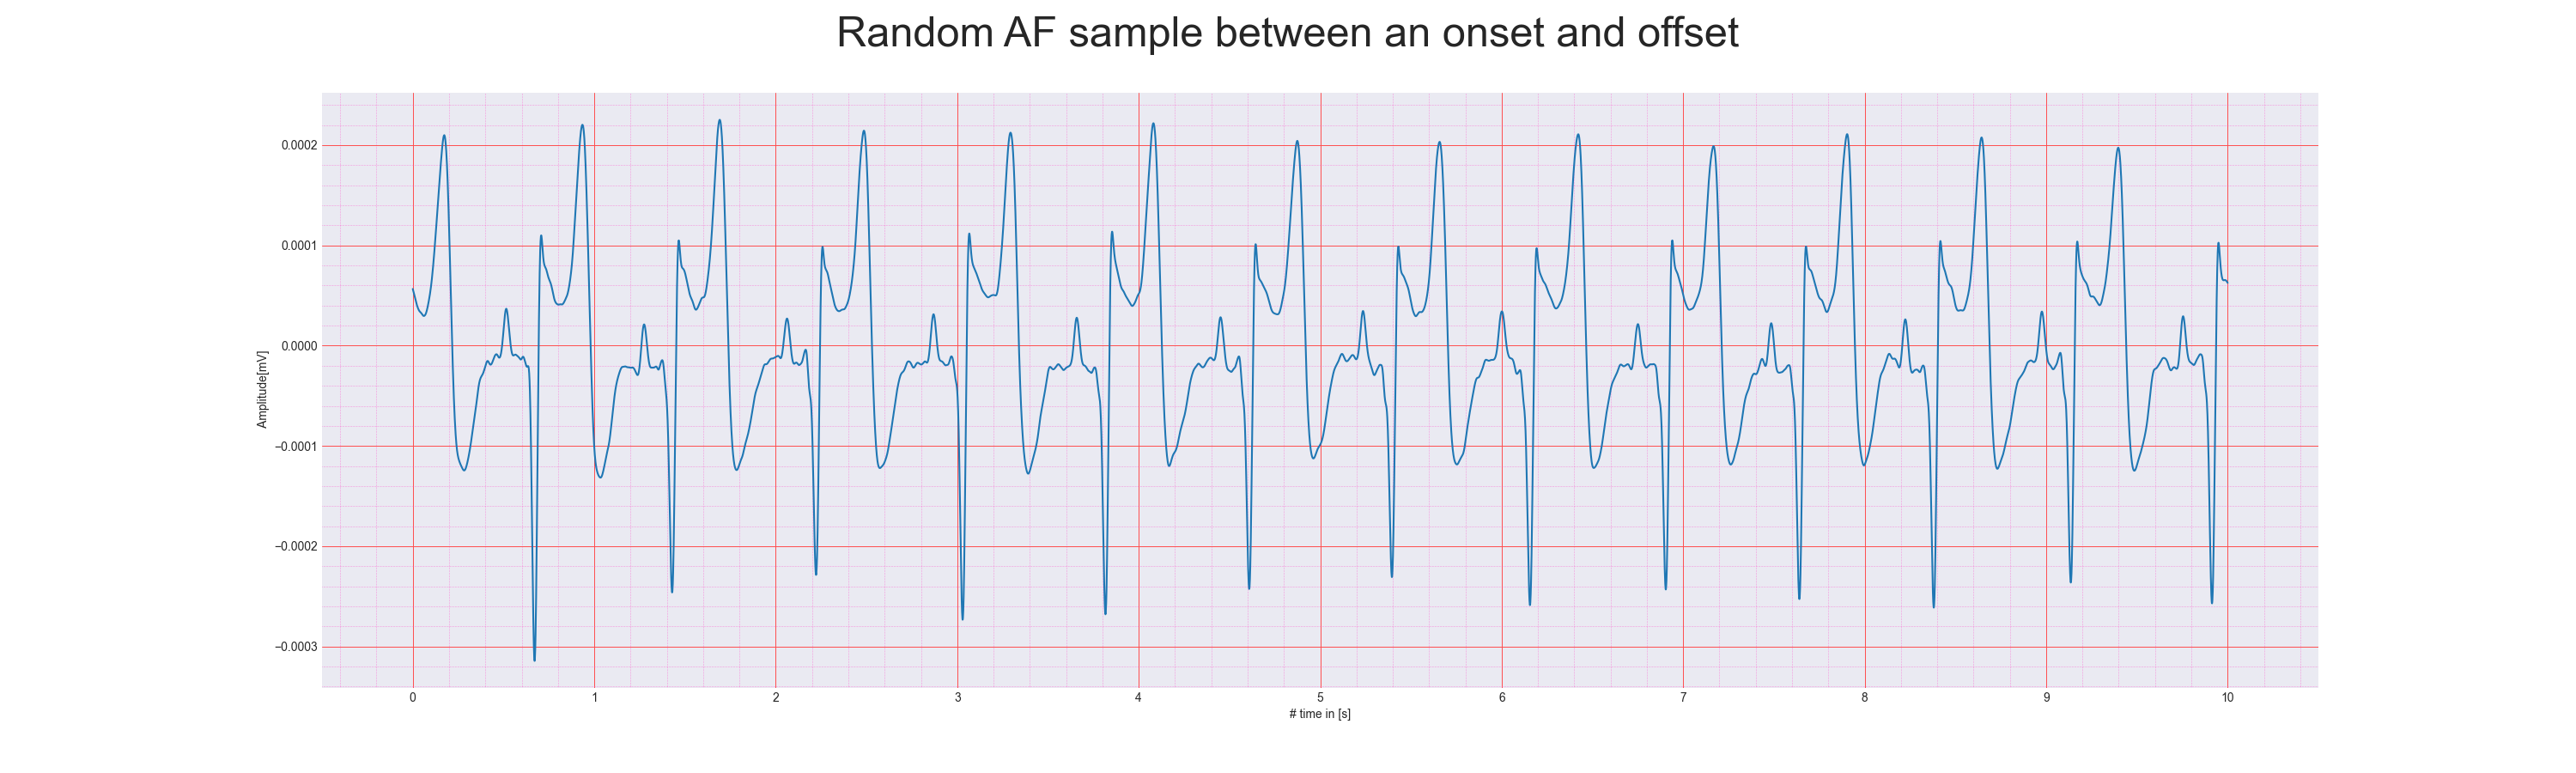 Random AF sample between an onset and offset
Amplitude[mV]
0.0002
0.0001
0.0000
−0.0001
−0.0002
−0.0003
0 1 2 3 4 5 6 7 8 9 10
# time in [s]